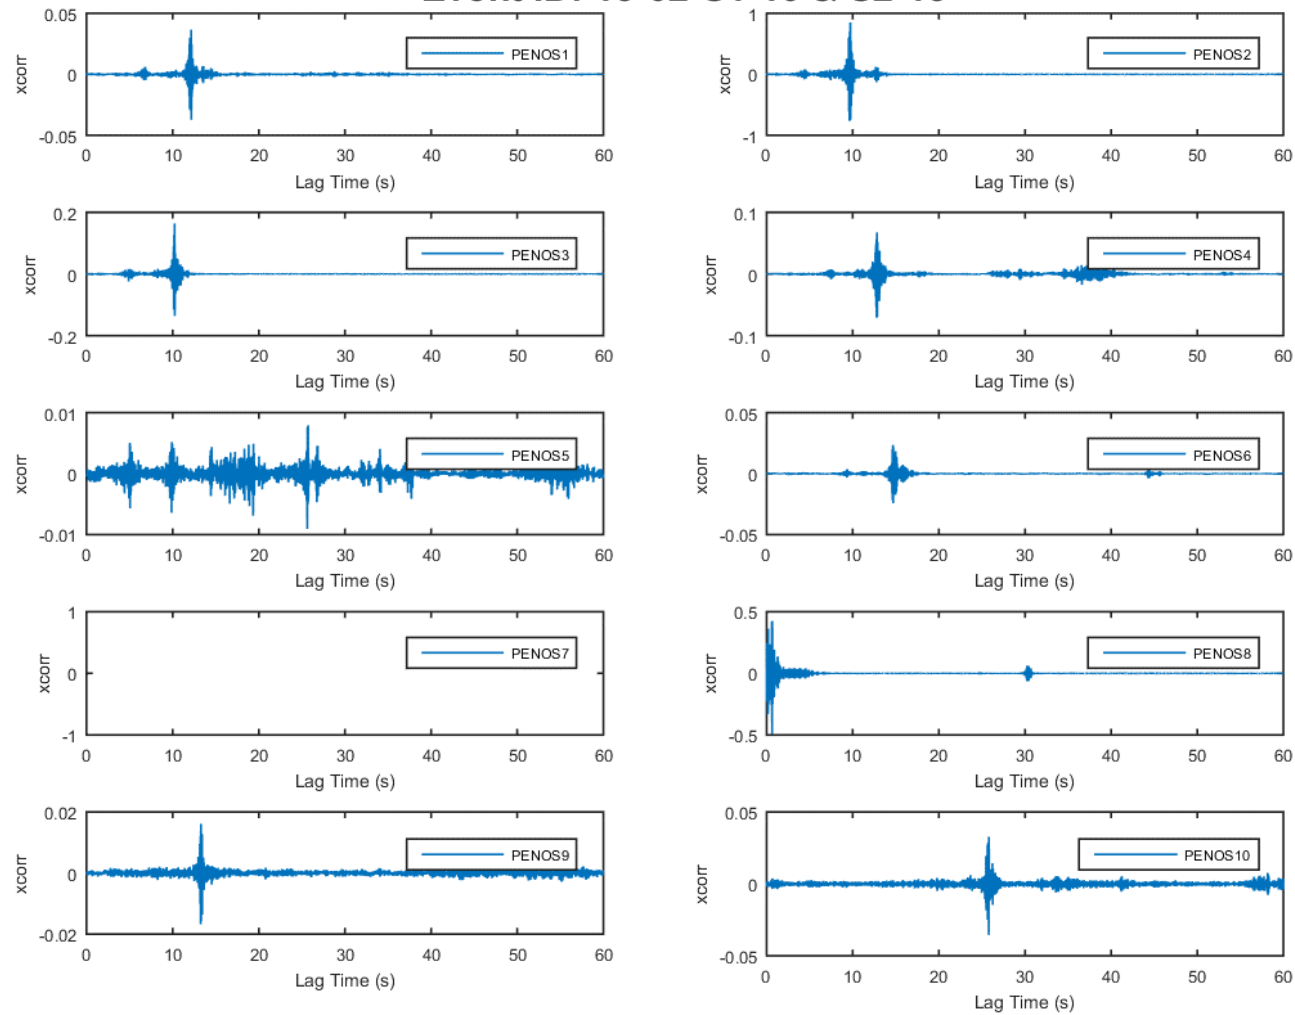 0.05
0
-0.05
xcorr
PENOS1
0 10 20 30 40 50 60
Lag Time (s)
1
0
-1
xcorr
PENOS2
0 10 20 30 40 50 60
Lag Time (s)
0.2
0
-0.2
xcorr
PENOS3
0 10 20 30 40 50 60
Lag Time (s)
0.1
0
-0.1
xcorr
PENOS4
0 10 20 30 40 50 60
Lag Time (s)
0.01
0
-0.01
xcorr
PENOS5
0 10 20 30 40 50 60
Lag Time (s)
0.05
0
-0.05
xcorr
PENOS6
0 10 20 30 40 50 60
Lag Time (s)
1
0
-1
xcorr
PENOS7
0 10 20 30 40 50 60
Lag Time (s)
0.5
0
-0.5
xcorr
PENOS8
0 10 20 30 40 50 60
Lag Time (s)
0.02
0
-0.02
xcorr
PENOS9
0 10 20 30 40 50 60
Lag Time (s)
0.05
0
-0.05
xcorr
PENOS10
0 10 20 30 40 50 60
Lag Time (s)